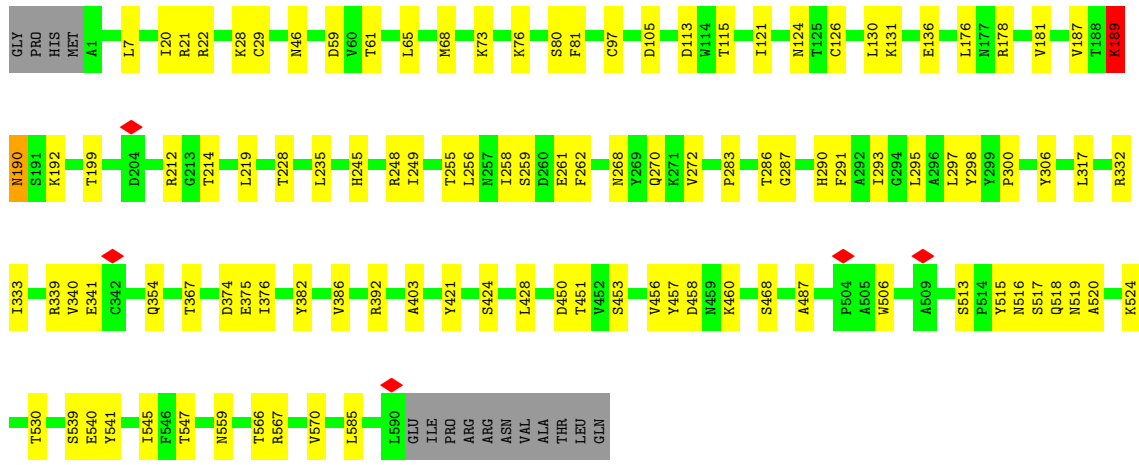 GLY PRO HIS MET A1 L7 I20 R21 R22 K28 C29 N46 D59 V60 T61 L65 M68 K73 K76 S80 F81 C97 D105 D113 W114 T115 I121 N124 T125 C126 L130 K131 E136 L176 N177 R178 V181 V187 T188 K189
N190 S191 K192 T199 D204 R212 G213 T214 L219 T228 L235 H245 R248 I249 T255 L256 N257 I258 S259 D260 E261 F262 N268 Y269 Q270 K271 V272 P283 T286 G287 H290 F291 A292 I293 G294 L295 A296 L297 Y298 Y299 P300 Y306 L317 R332
I333 R339 V340 E341 C342 Q354 T367 D374 E375 I376 Y382 V386 R392 A403 Y421 S424 L428 D450 T451 V452 S453 V456 Y457 D458 N459 K460 S468 A487 P504 A505 W506 A509 S513 P514 Y515 N516 S517 Q518 N519 A520 K524
T530 S539 E540 Y541 I545 F546 T547 N559 T566 R567 V570 L585 L590 GLU ILE PRO ARG ARG ASN VAL ALA THR LEU GLN